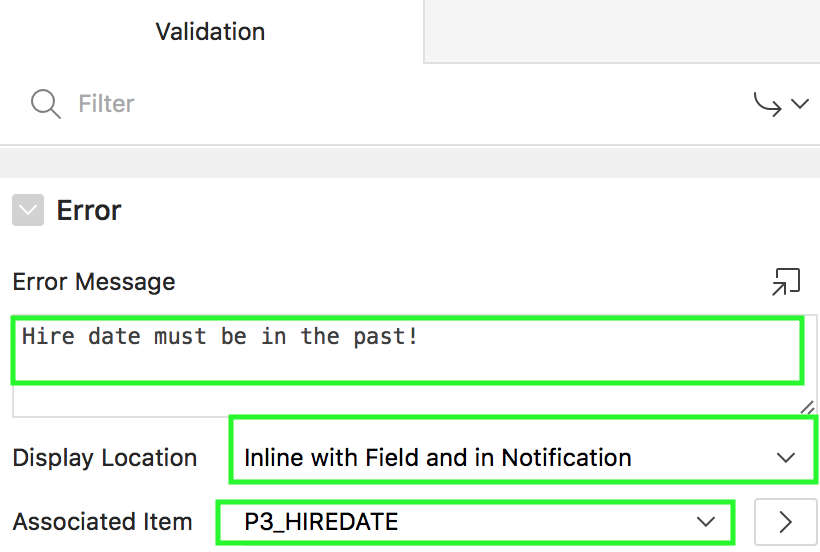 Validation
Filter
Error
Error Message
Hire date must be in the past!
Display Location Inline with Field and in Notification
Associated Item P3_HIREDATE